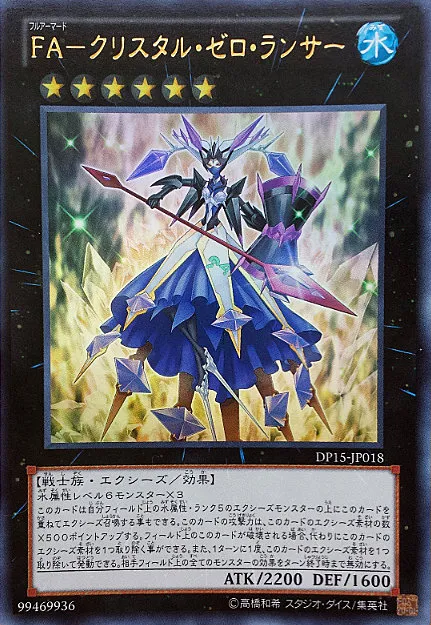 フルアーマード
FA－クリスタル・ゼロ・ランサー
みず
水
DP15-JP018
【戦士族・エクシーズ／効果】
水属性レベル６モンスター×３
このカードは自分フィールド上の水属性・ランク５のエクシーズモンスターの上にこのカードを
重ねてエクシーズ召喚する事もできる。このカードの攻撃力は、このカードのエクシーズ素材の数
×５００ポイントアップする。フィールド上のこのカードが破壊される場合、代わりにこのカードの
エクシーズ素材を１つ取り除く事ができる。また、１ターンに１度、このカードのエクシーズ素材を１つ
取り除いて発動できる。相手フィールド上の全てのモンスターの効果をターン終了時まで無効にする。
ATK/2200 DEF/1600
99469936
©高橋和希 スタジオ・ダイス/集英社